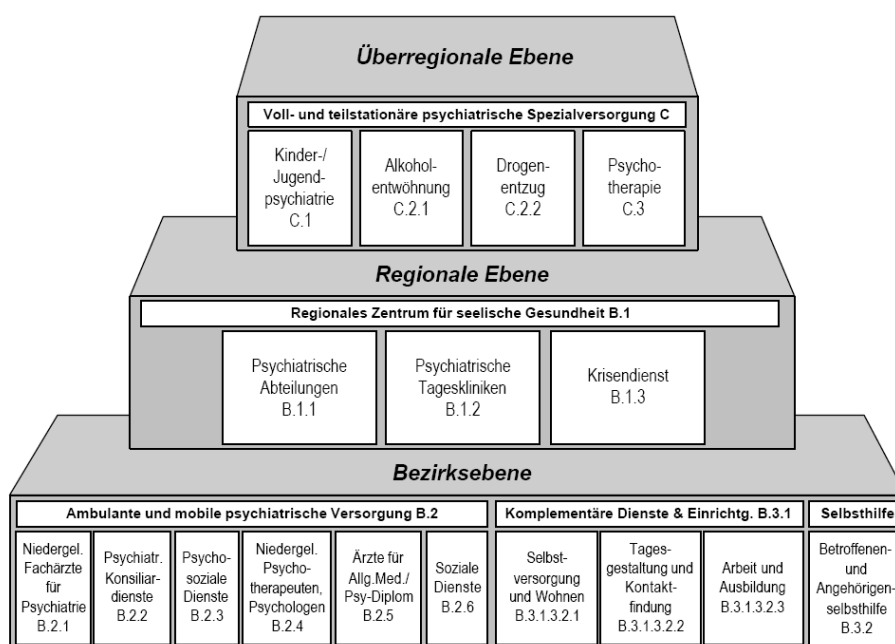 Überregionale Ebene
Voll- und teilstationäre psychiatrische Spezialversorgung C
Kinder-/
Jugend-
psychiatrie
C.1
Alkohol-
entwöhnung
C.2.1
Drogen-
entzug
C.2.2
Psycho-
therapie
C.3
Regionale Ebene
Regionales Zentrum für seelische Gesundheit B.1
Psychiatrische
Abteilungen
B.1.1
Psychiatrische
Tageskliniken
B.1.2
Krisendienst
B.1.3
Bezirksebene
Ambulante und mobile psychiatrische Versorgung B.2
Niedergel.
Fachärzte
für
Psychiatrie
B.2.1
Psychiatr.
Konsiliar-
dienste
B.2.2
Psycho-
soziale
Dienste
B.2.3
Niedergel.
Psycho-
therapeuten,
Psychologen
B.2.4
Ärzte für
Allg.Med./
Psy-Diplom
B.2.5
Soziale
Dienste
B.2.6
Komplementäre Dienste & Einrichtg. B.3.1
Selbst-
versorgung
und Wohnen
B.3.1.3.2.1
Tages-
gestaltung und
Kontakt-
findung
B.3.1.3.2.2
Arbeit und
Ausbildung
B.3.1.3.2.3
Selbsthilfe
Betroffenen-
und
Angehörigen-
selbsthilfe
B.3.2